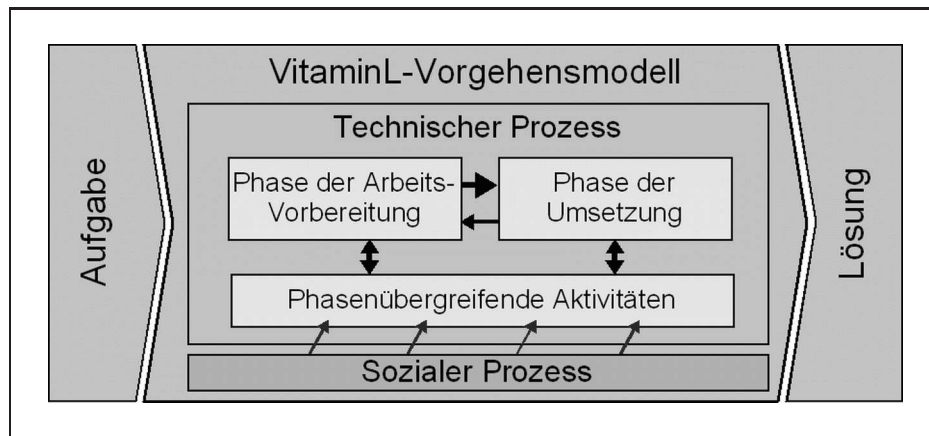 VitaminL-Vorgehensmodell
Aufgabe
Technischer Prozess
Phase der Arbeits-
Vorbereitung
Phase der
Umsetzung
Phasenübergreifende Aktivitäten
Sozialer Prozess
Lösung